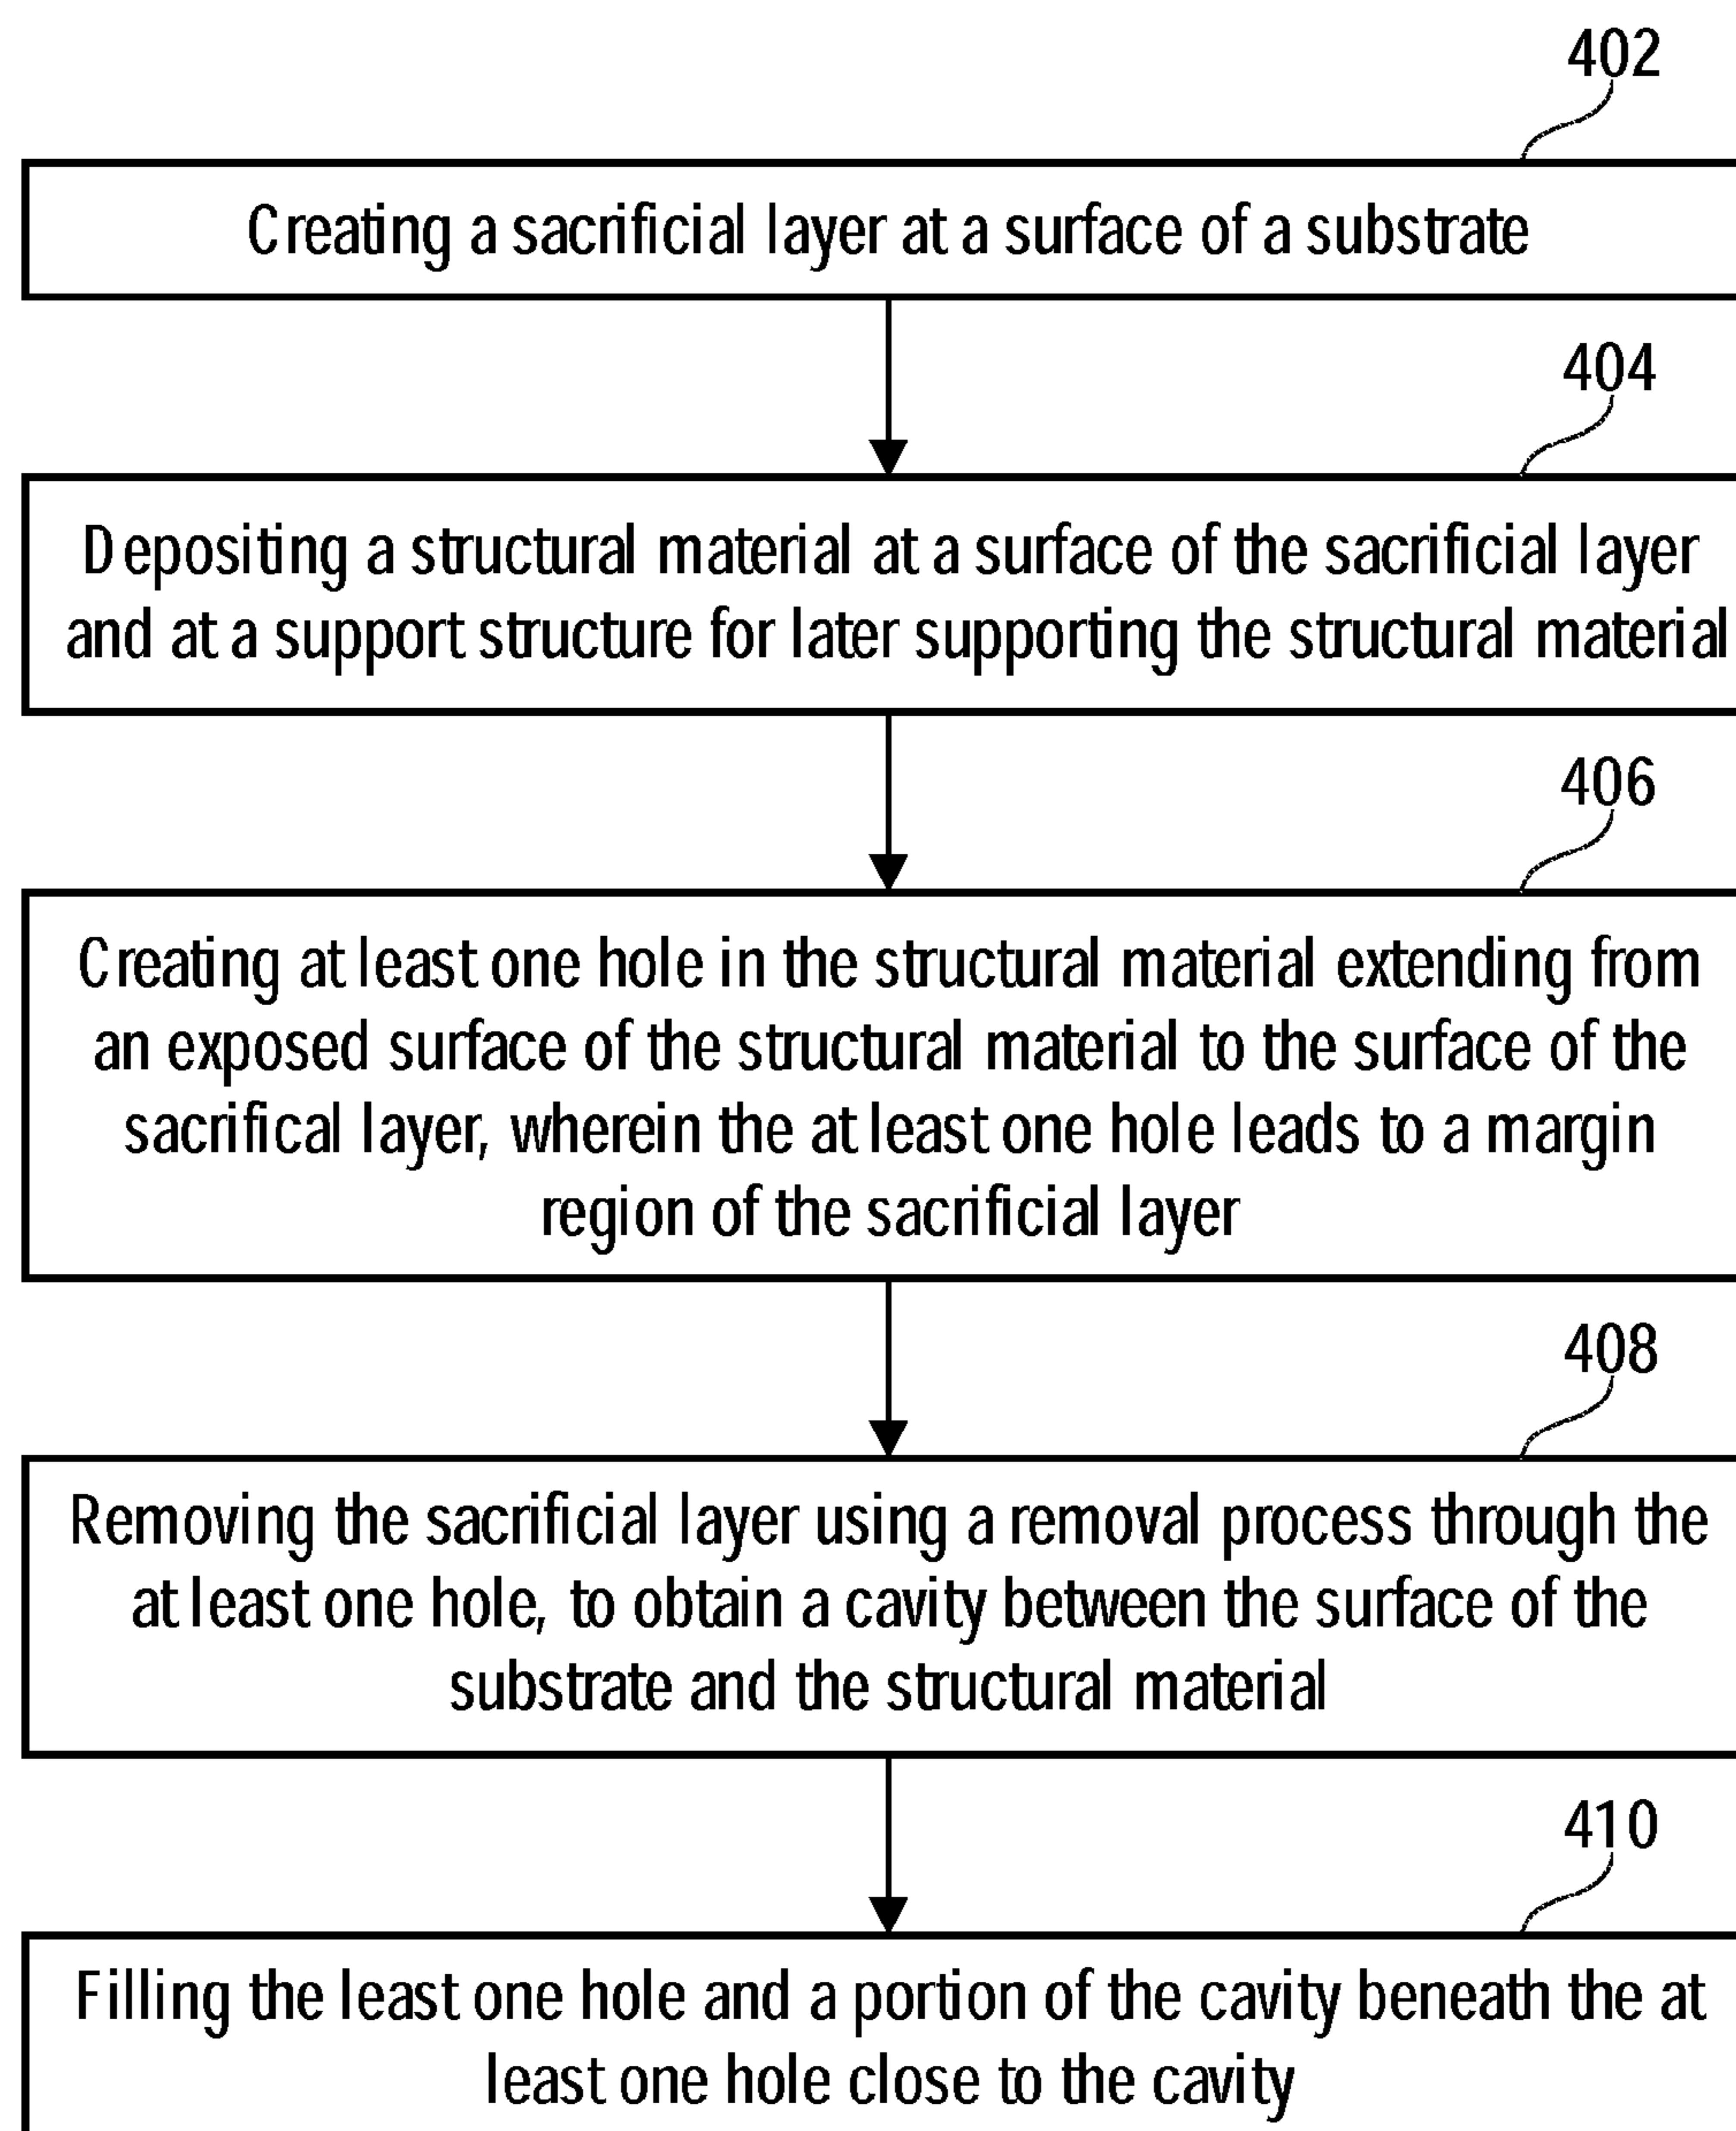 402
Creating a sacrificial layer at a surface of a substrate
404
Depositing a structural material at a surface of the sacrificial layer
and at a support structure for later supporting the structural material
406
Creating at least one hole in the structural material extending from
an exposed surface of the structural material to the surface of the
sacrifical layer, wherein the at least one hole leads to a margin
region of the sacrificial layer
408
Removing the sacrificial layer using a removal process through the
at least one hole, to obtain a cavity between the surface of the
substrate and the structural material
410
Filling the least one hole and a portion of the cavity beneath the at
least one hole close to the cavity